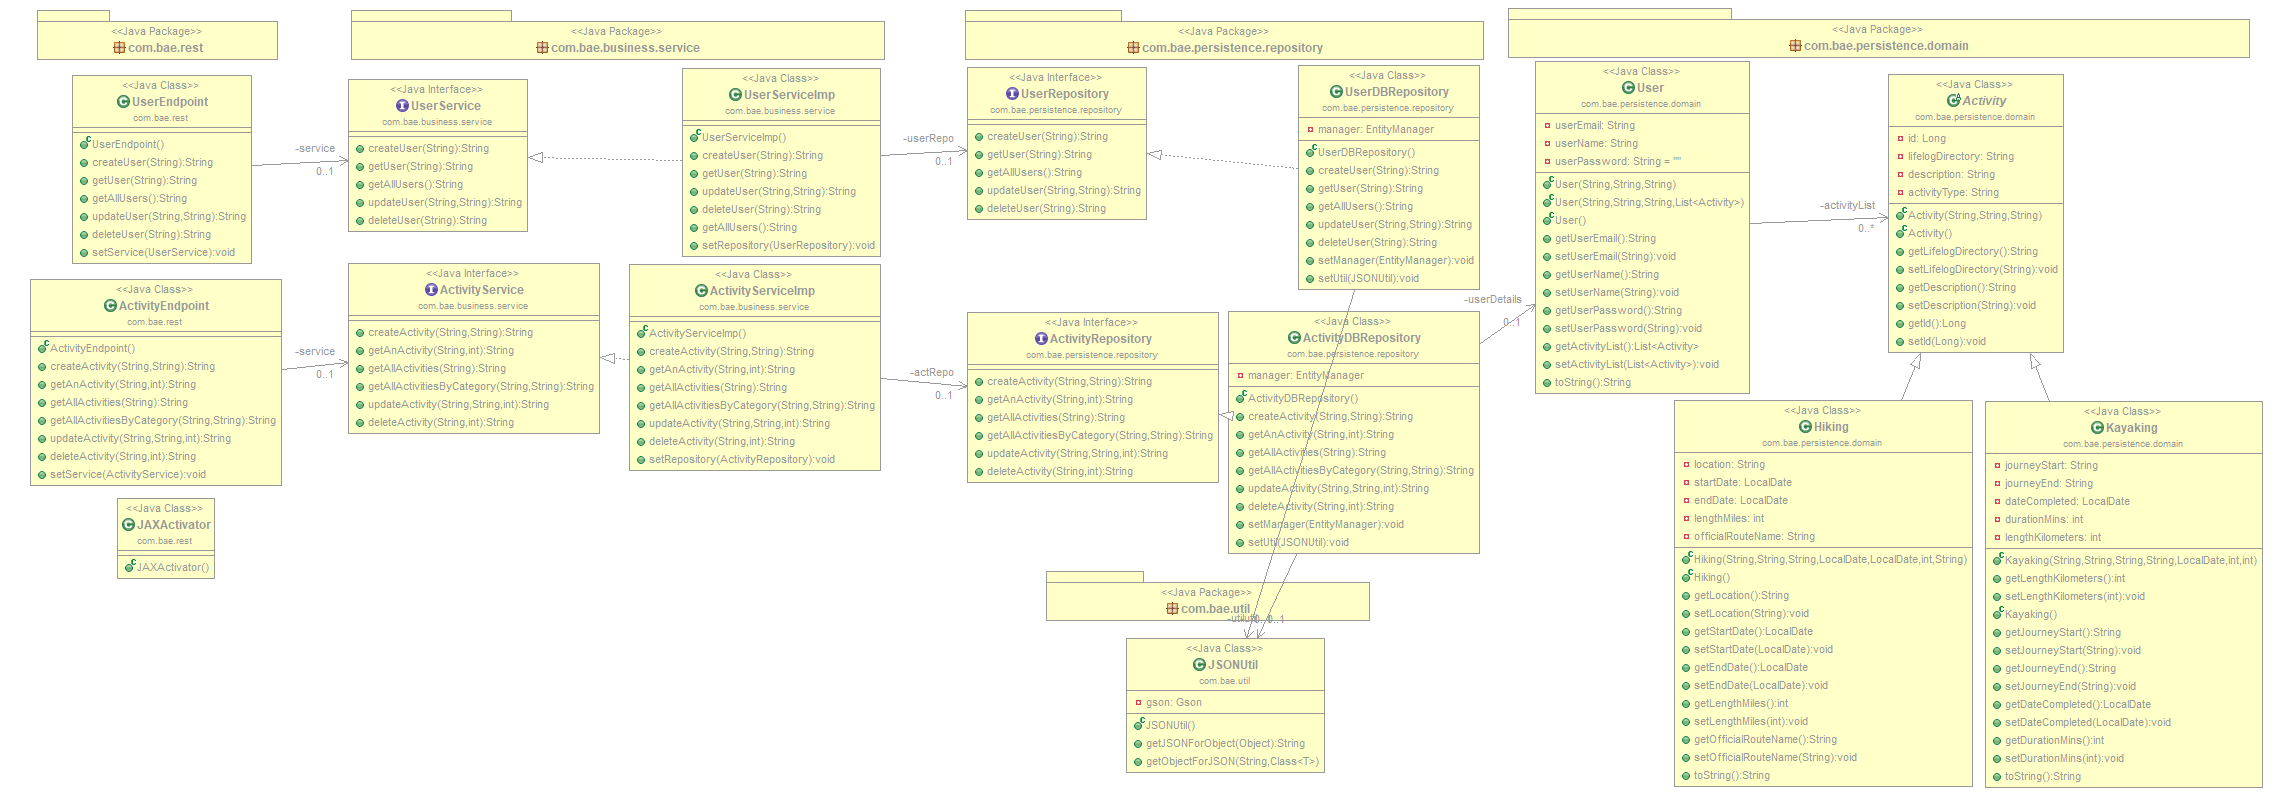 <<Java Package>>
com.bae.rest
<<Java Package>>
com.bae.business.service
<<Java Package>>
com.bae.persistence.repository
<<Java Package>>
com.bae.persistence.domain
<<Java Class>>
UserEndpoint
com.bae.rest
UserEndpoint()
createUser(String):String
getUser(String):String
getAllUsers():String
updateUser(String,String):String
deleteUser(String):String
setService(UserService):void
-service
0..1
<<Java Interface>>
UserService
com.bae.business.service
createUser(String):String
getUser(String):String
getAllUsers():String
updateUser(String,String):String
deleteUser(String):String
<<Java Class>>
UserServiceImp
com.bae.business.service
UserServiceImp()
createUser(String):String
getUser(String):String
updateUser(String,String):String
deleteUser(String):String
getAllUsers():String
setRepository(UserRepository):void
-userRepo
0..1
<<Java Interface>>
UserRepository
com.bae.persistence.repository
createUser(String):String
getUser(String):String
getAllUsers():String
updateUser(String,String):String
deleteUser(String):String
<<Java Class>>
UserDBRepository
com.bae.persistence.repository
manager: EntityManager
UserDBRepository()
createUser(String):String
getUser(String):String
getAllUsers():String
updateUser(String,String):String
deleteUser(String):String
setManager(EntityManager):void
setUtil(JSONUtil):void
<<Java Class>>
User
com.bae.persistence.domain
userEmail: String
userName: String
userPassword: String = ""
User(String,String,String)
User(String,String,String,List<Activity>)
User()
getUserEmail():String
setUserEmail(String):void
getUserName():String
setUserName(String):void
getUserPassword():String
setUserPassword(String):void
getActivityList():List<Activity>
setActivityList(List<Activity>):void
toString():String
-activityList
0..*
<<Java Class>>
Activity
com.bae.persistence.domain
id: Long
lifelogDirectory: String
description: String
activityType: String
Activity(String,String,String)
Activity()
getLifelogDirectory():String
setLifelogDirectory(String):void
getDescription():String
setDescription(String):void
getId():Long
setId(Long):void
<<Java Class>>
ActivityEndpoint
com.bae.rest
ActivityEndpoint()
createActivity(String,String):String
getAnActivity(String,int):String
getAllActivities(String):String
getAllActivitiesByCategory(String,String):String
updateActivity(String,String,int):String
deleteActivity(String,int):String
setService(ActivityService):void
-service
0..1
<<Java Interface>>
ActivityService
com.bae.business.service
createActivity(String,String):String
getAnActivity(String,int):String
getAllActivities(String):String
getAllActivitiesByCategory(String,String):String
updateActivity(String,String,int):String
deleteActivity(String,int):String
<<Java Class>>
ActivityServiceImp
com.bae.business.service
ActivityServiceImp()
createActivity(String,String):String
getAnActivity(String,int):String
getAllActivities(String):String
getAllActivitiesByCategory(String,String):String
updateActivity(String,String,int):String
deleteActivity(String,int):String
setRepository(ActivityRepository):void
-actRepo
0..1
<<Java Interface>>
ActivityRepository
com.bae.persistence.repository
createActivity(String,String):String
getAnActivity(String,int):String
getAllActivities(String):String
getAllActivitiesByCategory(String,String):String
updateActivity(String,String,int):String
deleteActivity(String,int):String
<<Java Class>>
ActivityDBRepository
com.bae.persistence.repository
manager: EntityManager
ActivityDBRepository()
createActivity(String,String):String
getAnActivity(String,int):String
getAllActivities(String):String
getAllActivitiesByCategory(String,String):String
updateActivity(String,String,int):String
deleteActivity(String,int):String
setManager(EntityManager):void
setUtil(JSONUtil):void
-userDetails
0..1
<<Java Class>>
JAXActivator
com.bae.rest
JAXActivator()
<<Java Package>>
com.bae.util
0..1
<<Java Class>>
JSONUtil
com.bae.util
gson: Gson
JSONUtil()
getJSONForObject(Object):String
getObjectForJSON(String,Class<T>)
<<Java Class>>
Hiking
com.bae.persistence.domain
location: String
startDate: LocalDate
endDate: LocalDate
lengthMiles: int
officialRouteName: String
Hiking(String,String,String,LocalDate,LocalDate,int,String)
Hiking()
getLocation():String
setLocation(String):void
getStartDate():LocalDate
setStartDate(LocalDate):void
getEndDate():LocalDate
setEndDate(LocalDate):void
getLengthMiles():int
setLengthMiles(int):void
getOfficialRouteName():String
setOfficialRouteName(String):void
toString():String
<<Java Class>>
Kayaking
com.bae.persistence.domain
journeyStart: String
journeyEnd: String
dateCompleted: LocalDate
durationMins: int
lengthKilometers: int
Kayaking(String,String,String,String,LocalDate,int,int)
getLengthKilometers():int
setLengthKilometers(int):void
Kayaking()
getJourneyStart():String
setJourneyStart(String):void
getJourneyEnd():String
setJourneyEnd(String):void
getDateCompleted():LocalDate
setDateCompleted(LocalDate):void
getDurationMins():int
setDurationMins(int):void
toString():String